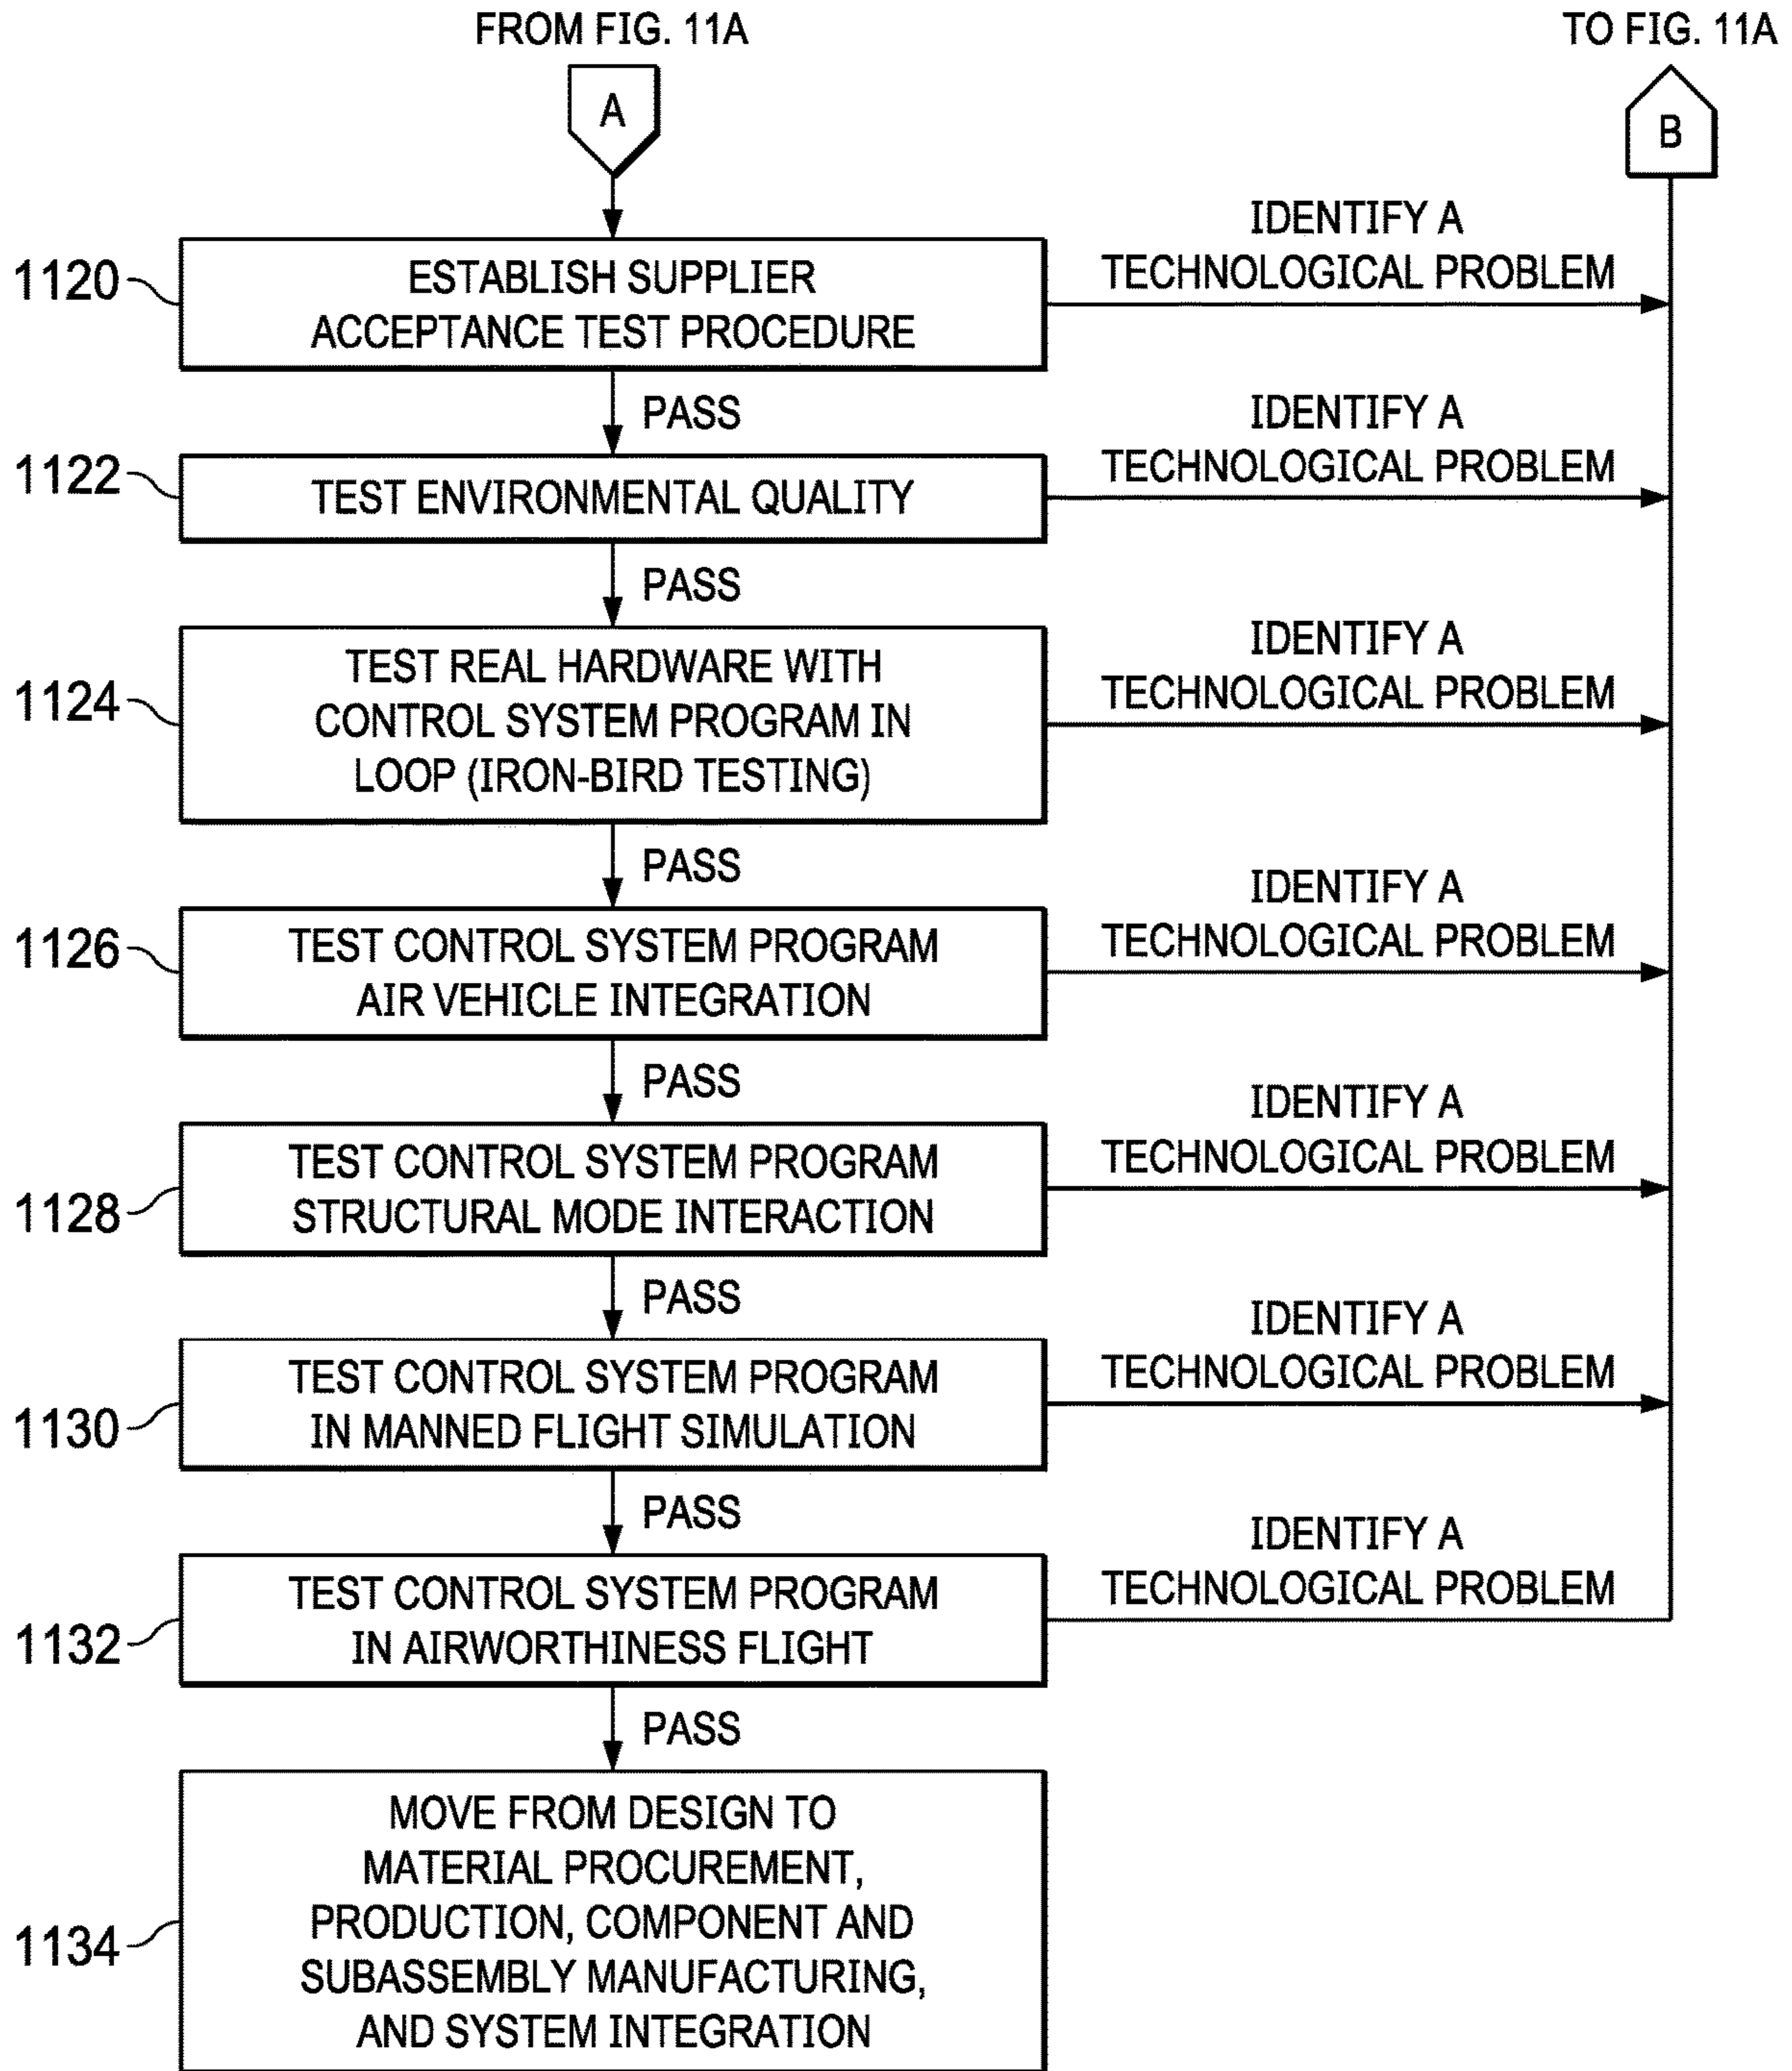 FROM FIG. 11A
TO FIG. 11A
A
B
1120
ESTABLISH SUPPLIER
ACCEPTANCE TEST PROCEDURE
IDENTIFY A
TECHNOLOGICAL PROBLEM
PASS
1122
TEST ENVIRONMENTAL QUALITY
IDENTIFY A
TECHNOLOGICAL PROBLEM
PASS
1124
TEST REAL HARDWARE WITH
CONTROL SYSTEM PROGRAM IN
LOOP (IRON-BIRD TESTING)
IDENTIFY A
TECHNOLOGICAL PROBLEM
PASS
1126
TEST CONTROL SYSTEM PROGRAM
AIR VEHICLE INTEGRATION
IDENTIFY A
TECHNOLOGICAL PROBLEM
PASS
1128
TEST CONTROL SYSTEM PROGRAM
STRUCTURAL MODE INTERACTION
IDENTIFY A
TECHNOLOGICAL PROBLEM
PASS
1130
TEST CONTROL SYSTEM PROGRAM
IN MANNED FLIGHT SIMULATION
IDENTIFY A
TECHNOLOGICAL PROBLEM
PASS
1132
TEST CONTROL SYSTEM PROGRAM
IN AIRWORTHINESS FLIGHT
IDENTIFY A
TECHNOLOGICAL PROBLEM
PASS
1134
MOVE FROM DESIGN TO
MATERIAL PROCUREMENT,
PRODUCTION, COMPONENT AND
SUBASSEMBLY MANUFACTURING,
AND SYSTEM INTEGRATION